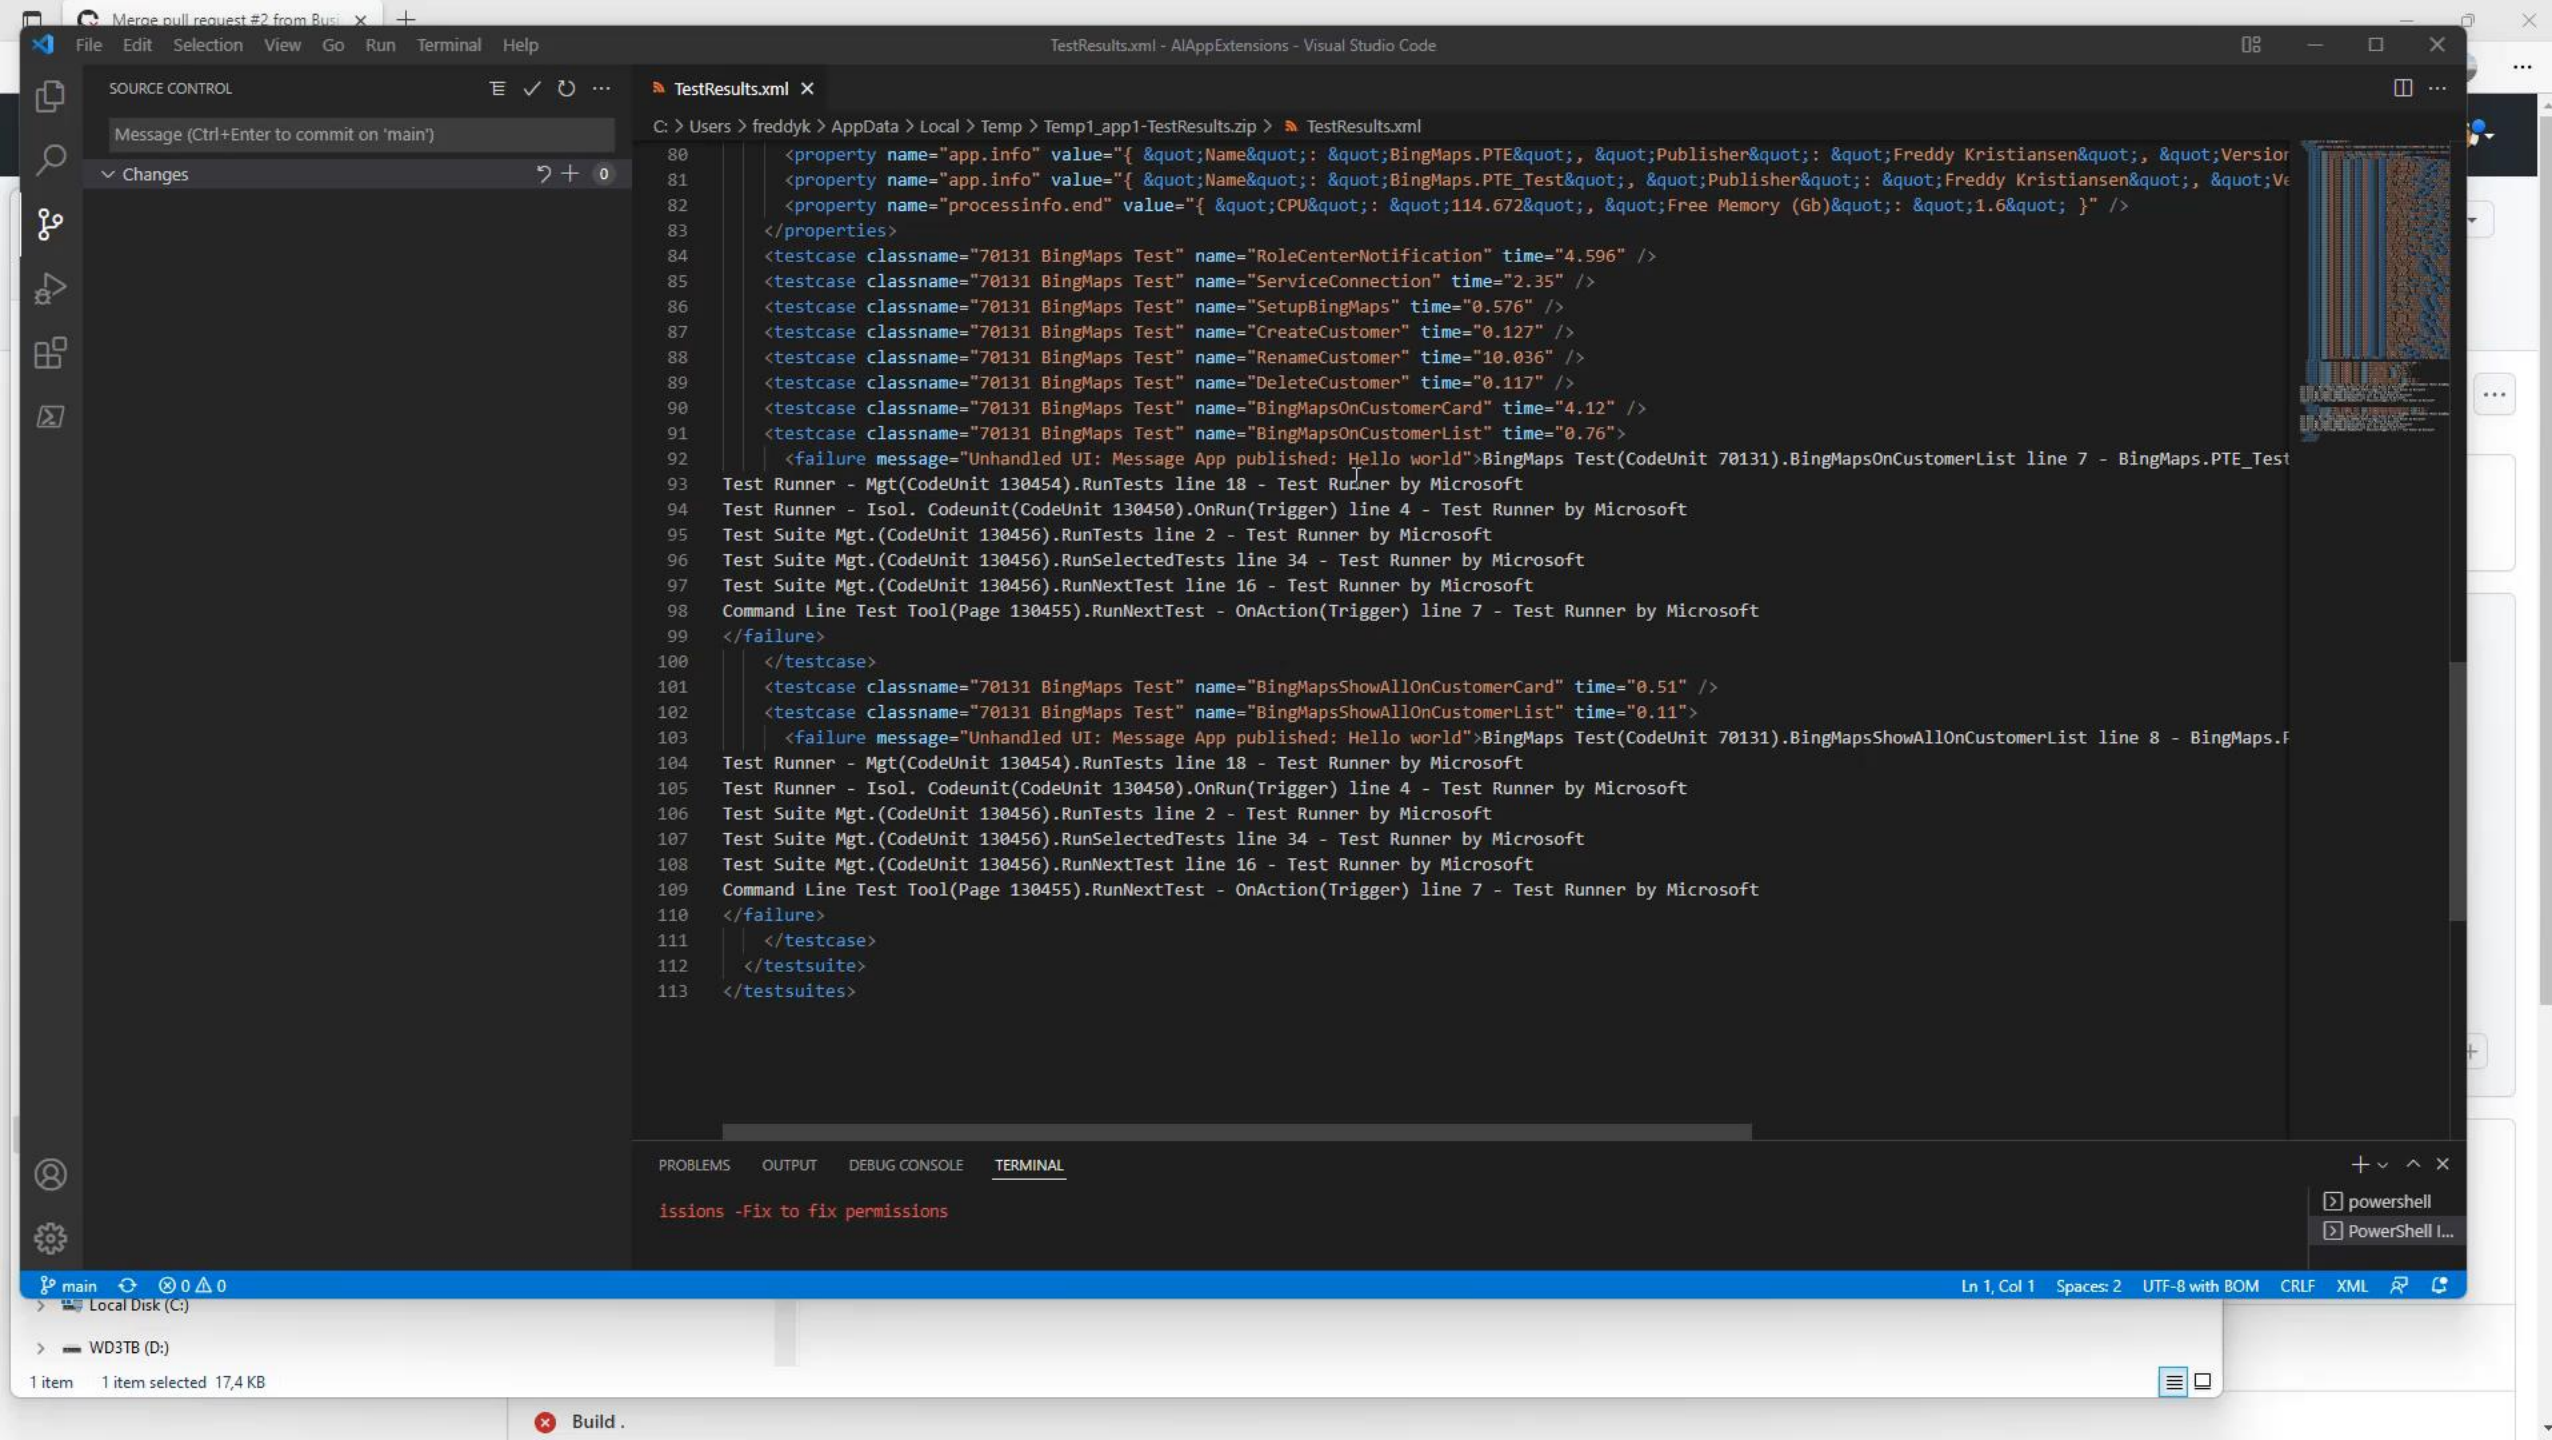 Merge pull request #2 from Busi
File Edit Selection View Go Run Terminal Help
TestResults.xml - AIAppExtensions - Visual Studio Code
SOURCE CONTROL
TestResults.xml
Message (Ctrl+Enter to commit on 'main')
C: > Users > freddyk > AppData > Local > Temp > Temp1_app1-TestResults.zip > TestResults.xml
Changes 0
80 <property name="app.info" value="{ &quot;Name&quot;: &quot;BingMaps.PTE&quot;, &quot;Publisher&quot;: &quot;Freddy Kristiansen&quot;, &quot;Version
81 <property name="app.info" value="{ &quot;Name&quot;: &quot;BingMaps.PTE_Test&quot;, &quot;Publisher&quot;: &quot;Freddy Kristiansen&quot;, &quot;Ve
82 <property name="processinfo.end" value="{ &quot;CPU&quot;: &quot;114.672&quot;, &quot;Free Memory (Gb)&quot;: &quot;1.6&quot; }" />
83 </properties>
84 <testcase classname="70131 BingMaps Test" name="RoleCenterNotification" time="4.596" />
85 <testcase classname="70131 BingMaps Test" name="ServiceConnection" time="2.35" />
86 <testcase classname="70131 BingMaps Test" name="SetupBingMaps" time="0.576" />
87 <testcase classname="70131 BingMaps Test" name="CreateCustomer" time="0.127" />
88 <testcase classname="70131 BingMaps Test" name="RenameCustomer" time="10.036" />
89 <testcase classname="70131 BingMaps Test" name="DeleteCustomer" time="0.117" />
90 <testcase classname="70131 BingMaps Test" name="BingMapsOnCustomerCard" time="4.12" />
91 <testcase classname="70131 BingMaps Test" name="BingMapsOnCustomerList" time="0.76">
92 <failure message="Unhandled UI: Message App published: Hello world">BingMaps Test(CodeUnit 70131).BingMapsOnCustomerList line 7 - BingMaps.PTE_Test
93 Test Runner - Mgt(CodeUnit 130454).RunTests line 18 - Test Runner by Microsoft
94 Test Runner - Isol. Codeunit(CodeUnit 130450).OnRun(Trigger) line 4 - Test Runner by Microsoft
95 Test Suite Mgt.(CodeUnit 130456).RunTests line 2 - Test Runner by Microsoft
96 Test Suite Mgt.(CodeUnit 130456).RunSelectedTests line 34 - Test Runner by Microsoft
97 Test Suite Mgt.(CodeUnit 130456).RunNextTest line 16 - Test Runner by Microsoft
98 Command Line Test Tool(Page 130455).RunNextTest - OnAction(Trigger) line 7 - Test Runner by Microsoft
99 </failure>
100 </testcase>
101 <testcase classname="70131 BingMaps Test" name="BingMapsShowAllOnCustomerCard" time="0.51" />
102 <testcase classname="70131 BingMaps Test" name="BingMapsShowAllOnCustomerList" time="0.11">
103 <failure message="Unhandled UI: Message App published: Hello world">BingMaps Test(CodeUnit 70131).BingMapsShowAllOnCustomerList line 8 - BingMaps.P
104 Test Runner - Mgt(CodeUnit 130454).RunTests line 18 - Test Runner by Microsoft
105 Test Runner - Isol. Codeunit(CodeUnit 130450).OnRun(Trigger) line 4 - Test Runner by Microsoft
106 Test Suite Mgt.(CodeUnit 130456).RunTests line 2 - Test Runner by Microsoft
107 Test Suite Mgt.(CodeUnit 130456).RunSelectedTests line 34 - Test Runner by Microsoft
108 Test Suite Mgt.(CodeUnit 130456).RunNextTest line 16 - Test Runner by Microsoft
109 Command Line Test Tool(Page 130455).RunNextTest - OnAction(Trigger) line 7 - Test Runner by Microsoft
110 </failure>
111 </testcase>
112 </testsuite>
113 </testsuites>
PROBLEMS OUTPUT DEBUG CONSOLE TERMINAL
issions -Fix to fix permissions
powershell
PowerShell I...
main 0 0
Ln 1, Col 1 Spaces: 2 UTF-8 with BOM CRLF XML
Local Disk (C:)
WD3TB (D:)
1 item 1 item selected 17,4 KB
Build .